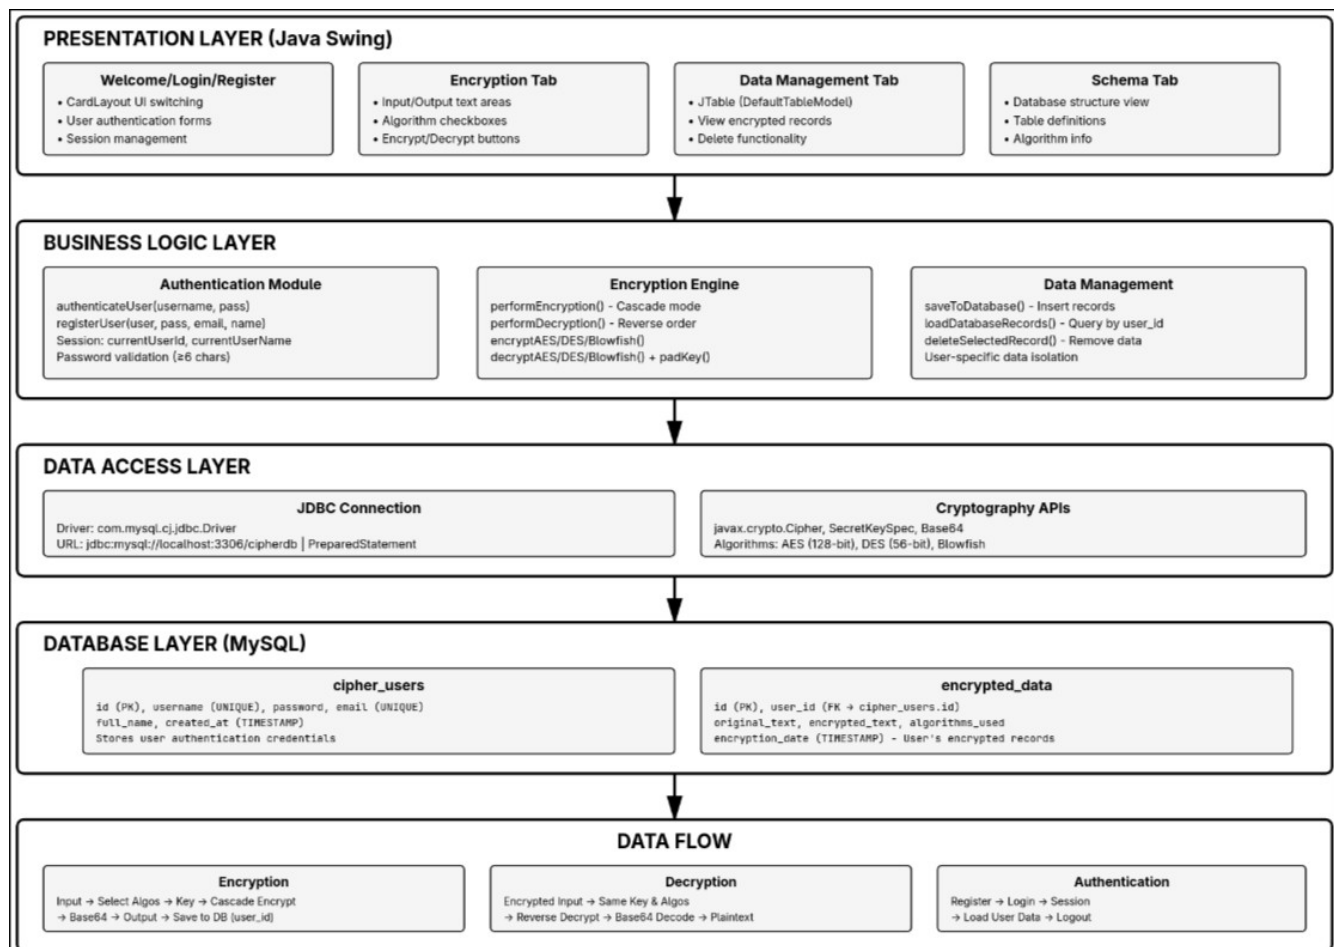 PRESENTATION LAYER (Java Swing)
Welcome/Login/Register
• CardLayout UI switching
• User authentication forms
• Session management
Encryption Tab
• Input/Output text areas
• Algorithm checkboxes
• Encrypt/Decrypt buttons
Data Management Tab
• JTable (DefaultTableModel)
• View encrypted records
• Delete functionality
Schema Tab
• Database structure view
• Table definitions
• Algorithm info
BUSINESS LOGIC LAYER
Authentication Module
authenticateUser(username, pass)
registerUser(user, pass, email, name)
Session: currentUserId, currentUserName
Password validation (≥6 chars)
Encryption Engine
performEncryption() - Cascade mode
performDecryption() - Reverse order
encryptAES/DES/Blowfish()
decryptAES/DES/Blowfish() + padKey()
Data Management
saveToDatabase() - Insert records
loadDatabaseRecords() - Query by user_id
deleteSelectedRecord() - Remove data
User-specific data isolation
DATA ACCESS LAYER
JDBC Connection
Driver: com.mysql.cj.jdbc.Driver
URL: jdbc:mysql://localhost:3306/cipherdb | PreparedStatement
Cryptography APIs
javax.crypto.Cipher, SecretKeySpec, Base64
Algorithms: AES (128-bit), DES (56-bit), Blowfish
DATABASE LAYER (MySQL)
cipher_users
id (PK), username (UNIQUE), password, email (UNIQUE)
full_name, created_at (TIMESTAMP)
Stores user authentication credentials
encrypted_data
id (PK), user_id (FK → cipher_users.id)
original_text, encrypted_text, algorithms_used
encryption_date (TIMESTAMP) - User's encrypted records
DATA FLOW
Encryption
Input → Select Algos → Key → Cascade Encrypt
→ Base64 → Output → Save to DB (user_id)
Decryption
Encrypted Input → Same Key & Algos
→ Reverse Decrypt → Base64 Decode → Plaintext
Authentication
Register → Login → Session
→ Load User Data → Logout